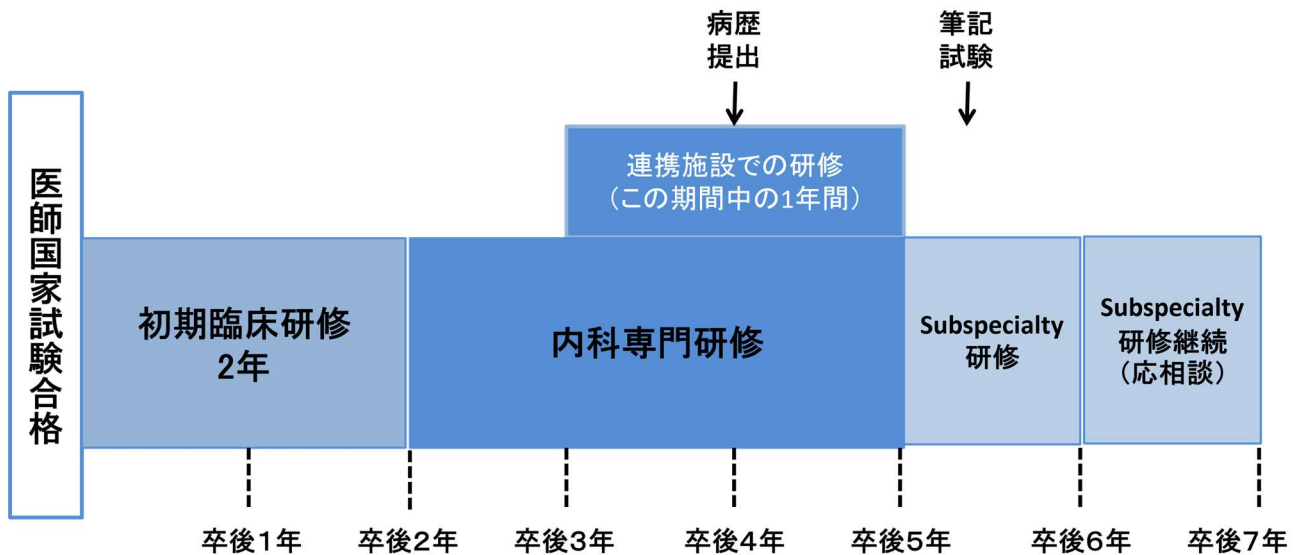 病歴
提出
筆記
試験
医師国家試験合格
連携施設での研修
（この期間中の1年間）
初期臨床研修
2年
内科専門研修
Subspecialty
研修
Subspecialty
研修継続
（応相談）
卒後1年
卒後2年
卒後3年
卒後4年
卒後5年
卒後6年
卒後7年